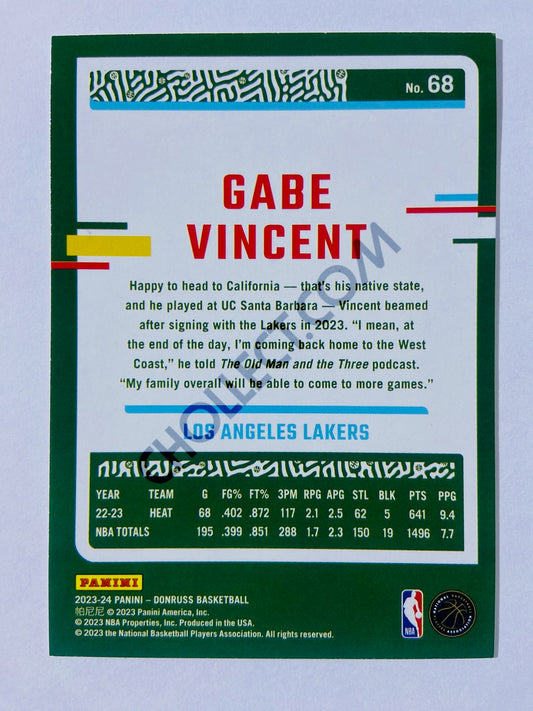 No. 68
GABE
VINCENT
Happy to head to California — that's his native state,
and he played at UC Santa Barbara — Vincent beamed
after signing with the Lakers in 2023. “I mean, at
the end of the day, I'm coming back home to the West
Coast,” he told The Old Man and the Three podcast.
“My family overall will be able to come to more games.”
CHOLLECT.COM
LOS ANGELES LAKERS
YEAR TEAM G FG% FT% 3PM RPG APG STL BLK PTS PPG
22-23 HEAT 68 .402 .872 117 2.1 2.5 62 5 641 9.4
NBA TOTALS 195 .399 .851 288 1.7 2.3 150 19 1496 7.7
PANINI
2023-24 PANINI – DONRUSS BASKETBALL
帕尼尼 © 2023 Panini America, Inc.
© 2023 NBA Properties, Inc. Produced in the USA.
© 2023 the National Basketball Players Association. All rights reserved.
NBA
NATIONAL BASKETBALL PLAYERS ASSOCIATION